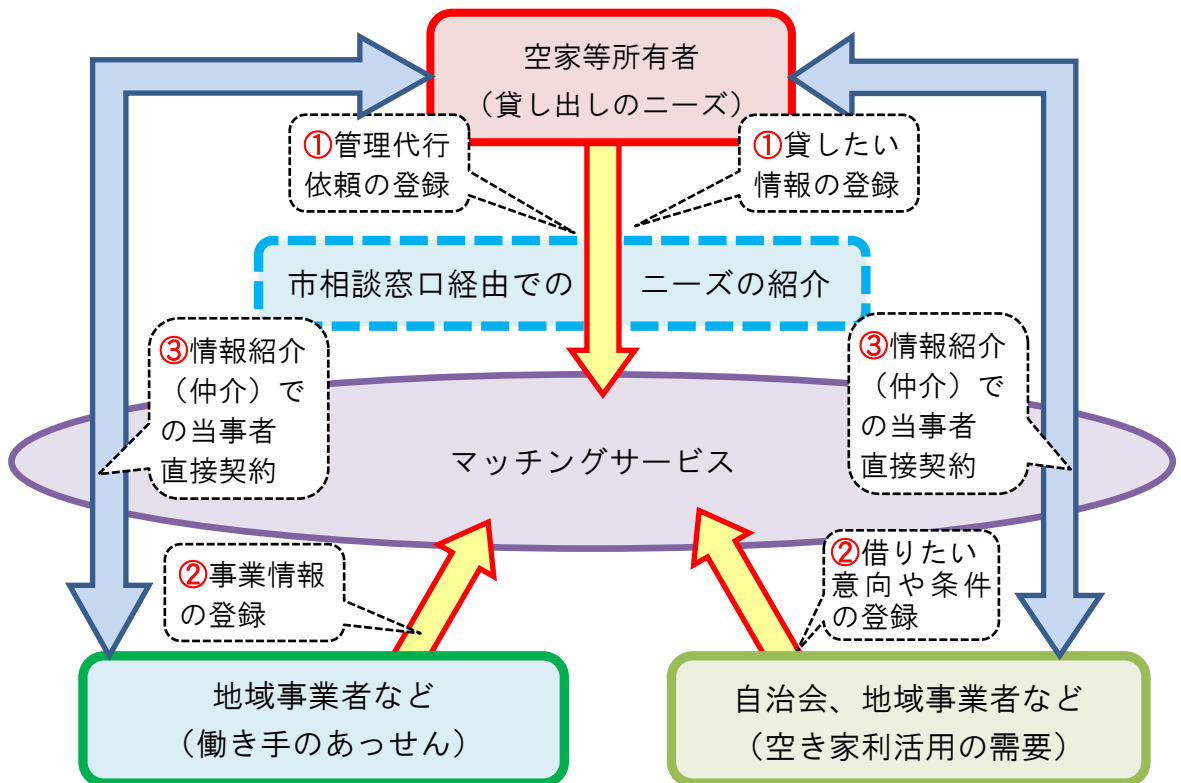 空家等所有者
（貸し出しのニーズ）
①管理代行
依頼の登録
①貸したい
情報の登録
市相談窓口経由での　ニーズの紹介
③情報紹介
（仲介）で
の当事者
直接契約
③情報紹介
（仲介）で
の当事者
直接契約
マッチングサービス
②事業情報
の登録
②借りたい
意向や条件
の登録
地域事業者など
（働き手のあっせん）
自治会、地域事業者など
（空き家利活用の需要）